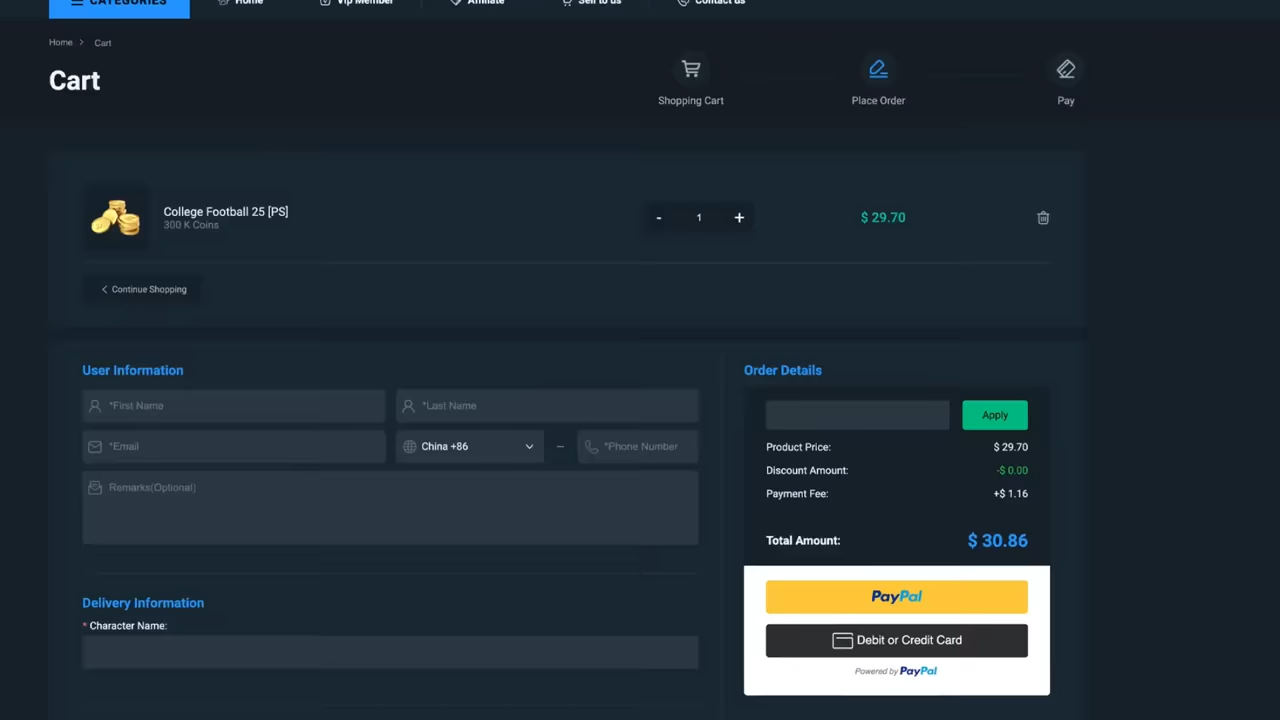 CATEGORIES
Home
Vip Member
Affiliate
Sell to us
Contact us
Home > Cart
Cart
Shopping Cart
Place Order
Pay
College Football 25 [PS]
300 K Coins
- 1 +
$ 29.70
< Continue Shopping
User Information
*First Name
*Last Name
*Email
China +86
–
*Phone Number
Remarks(Optional)
Delivery Information
* Character Name:
Order Details
Apply
Product Price: $ 29.70
Discount Amount: -$ 0.00
Payment Fee: +$ 1.16
Total Amount: $ 30.86
PayPal
Debit or Credit Card
Powered by PayPal